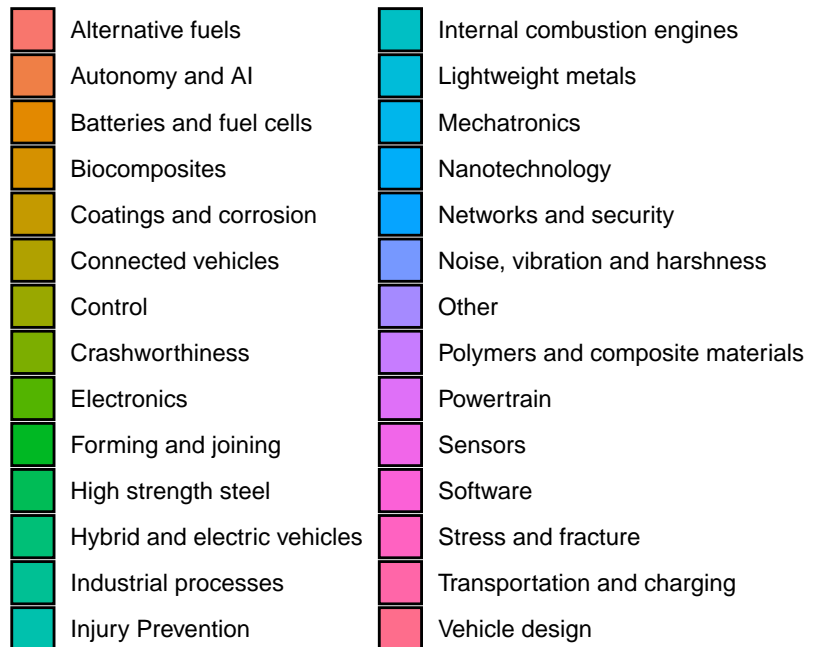 Alternative fuels
Autonomy and AI
Batteries and fuel cells
Biocomposites
Coatings and corrosion
Connected vehicles
Control
Crashworthiness
Electronics
Forming and joining
High strength steel
Hybrid and electric vehicles
Industrial processes
Injury Prevention
Internal combustion engines
Lightweight metals
Mechatronics
Nanotechnology
Networks and security
Noise, vibration and harshness
Other
Polymers and composite materials
Powertrain
Sensors
Software
Stress and fracture
Transportation and charging
Vehicle design